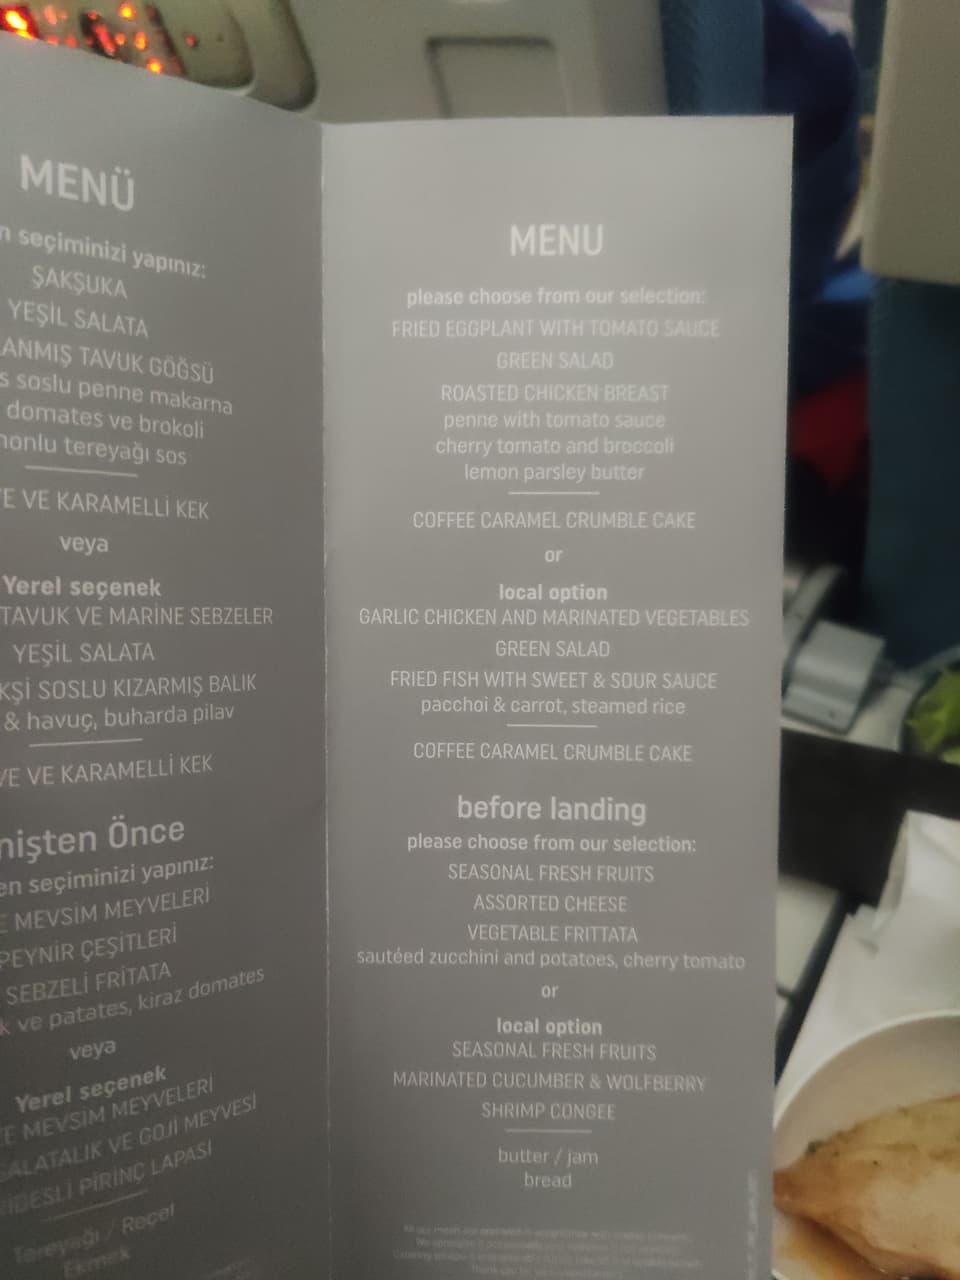 MENÜ
seçiminizi yapınız:
ŞAKŞUKA
YEŞİL SALATA
TAVUK GÖĞSÜ
soslu penne makarna
domates ve brokoli
tereyağı sos
VE KARAMELLİ KEK
veya
Yerel seçenek
TAVUK VE MARİNE SEBZELER
YEŞİL SALATA
SOSLU KIZARMIŞ BALIK
& havuç, buharda pilav
VE KARAMELLİ KEK
Önce
seçiminizi yapınız:
MEVSİM MEYVELERİ
PEYNİR ÇEŞİTLERİ
SEBZELİ FRİTATA
ve patates, kiraz domates
veya
Yerel seçenek
MEVSİM MEYVELERİ
VE GOJİ MEYVESİ
PİRİNÇ LAPASI
Tereyağı / Reçel
Ekmek
MENU
please choose from our selection:
FRIED EGGPLANT WITH TOMATO SAUCE
GREEN SALAD
ROASTED CHICKEN BREAST
penne with tomato sauce
cherry tomato and broccoli
lemon parsley butter
COFFEE CARAMEL CRUMBLE CAKE
or
local option
GARLIC CHICKEN AND MARINATED VEGETABLES
GREEN SALAD
FRIED FISH WITH SWEET & SOUR SAUCE
pacchoi & carrot, steamed rice
COFFEE CARAMEL CRUMBLE CAKE
before landing
please choose from our selection:
SEASONAL FRESH FRUITS
ASSORTED CHEESE
VEGETABLE FRITTATA
sautéed zucchini and potatoes, cherry tomato
or
local option
SEASONAL FRESH FRUITS
MARINATED CUCUMBER & WOLFBERRY
SHRIMP CONGEE
butter / jam
bread